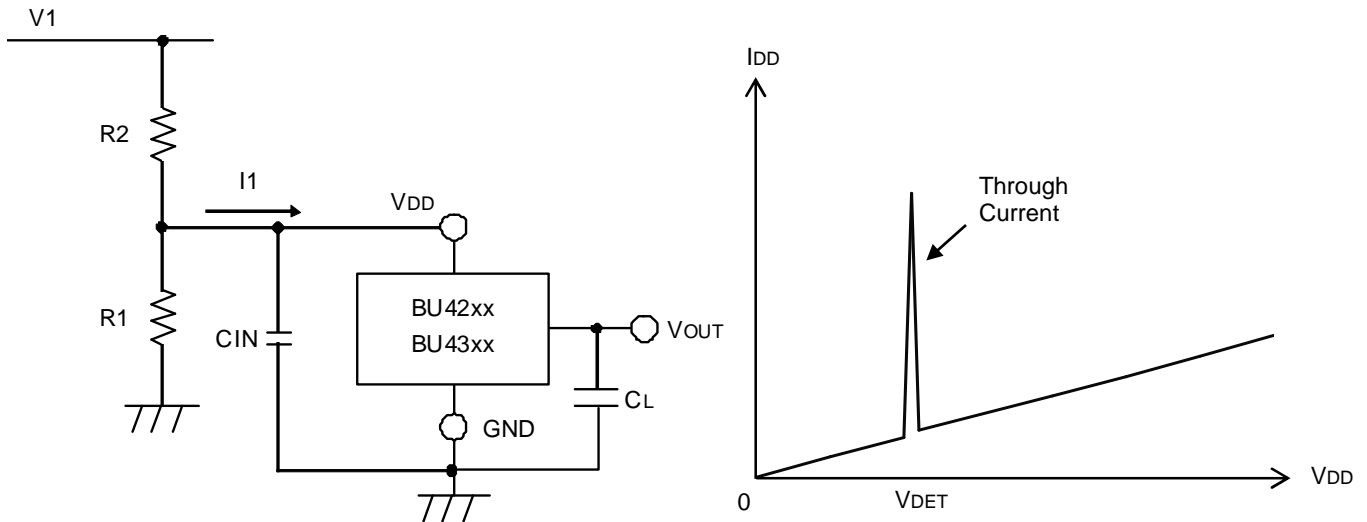 V1
R2
I1
VDD
R1
CIN
BU42xx
BU43xx
VOUT
CL
GND
IDD
Through
Current
0
VDET
VDD